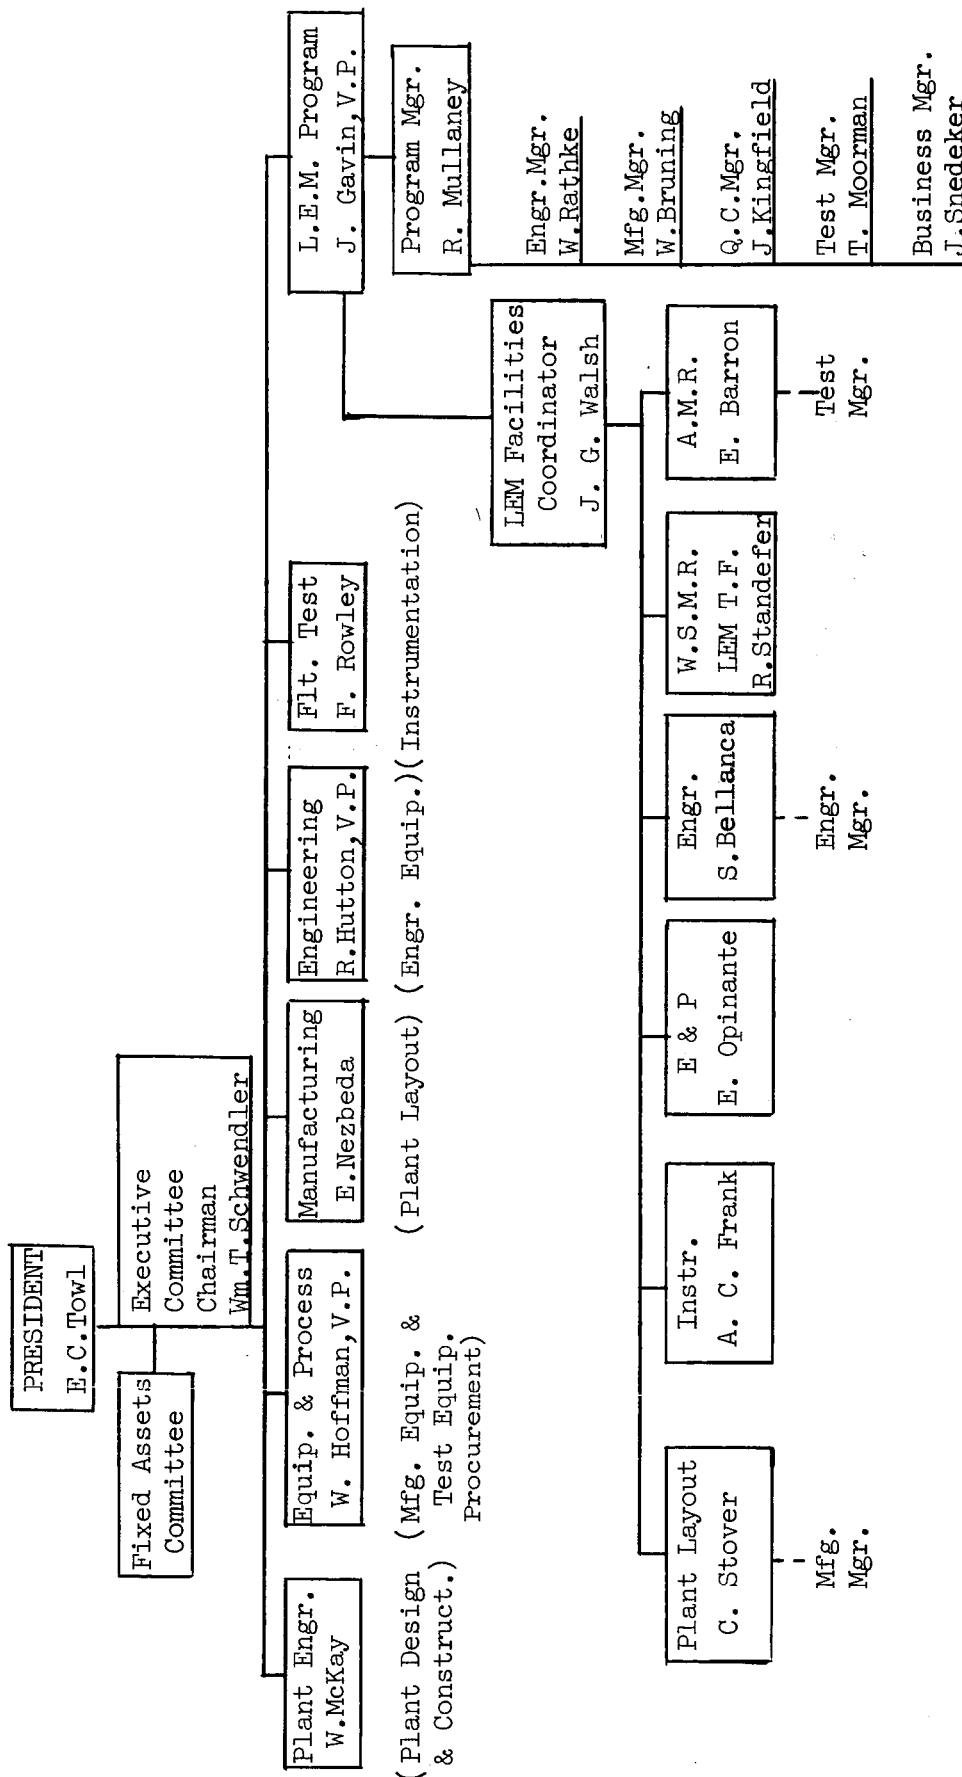 PRESIDENT
E.C.Towl
Fixed Assets
Committee
Executive
Committee
Chairman
Wm.T.Schwendler
Plant Engr.
W.McKay
(Plant Design
& Construct.)
Equip. & Process
W. Hoffman,V.P.
(Mfg. Equip. &
Test Equip.
Procurement)
Manufacturing
E.Nezbeda
(Plant Layout)
Engineering
R.Hutton,V.P.
(Engr. Equip.)
Flt. Test
F. Rowley
(Instrumentation)
L.E.M. Program
J. Gavin,V.P.
Program Mgr.
R. Mullaney
Engr.Mgr.
W.Rathke
Mfg.Mgr.
W.Bruning
Q.C.Mgr.
J.Kingfield
Test Mgr.
T. Moorman
Business Mgr.
J.Snedeker
LEM Facilities
Coordinator
J. G. Walsh
Plant Layout
C. Stover
Mfg.
Mgr.
Instr.
A. C. Frank
E & P
E. Opinante
Engr.
S.Bellanca
Engr.
Mgr.
W.S.M.R.
LEM T.F.
R.Standefer
A.M.R.
E. Barron
Test
Mgr.